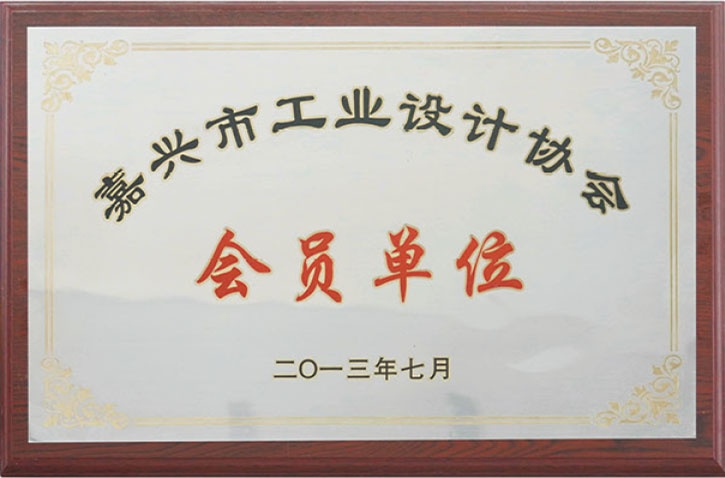 嘉兴市工业设计协会
会员单位
二〇一三年七月